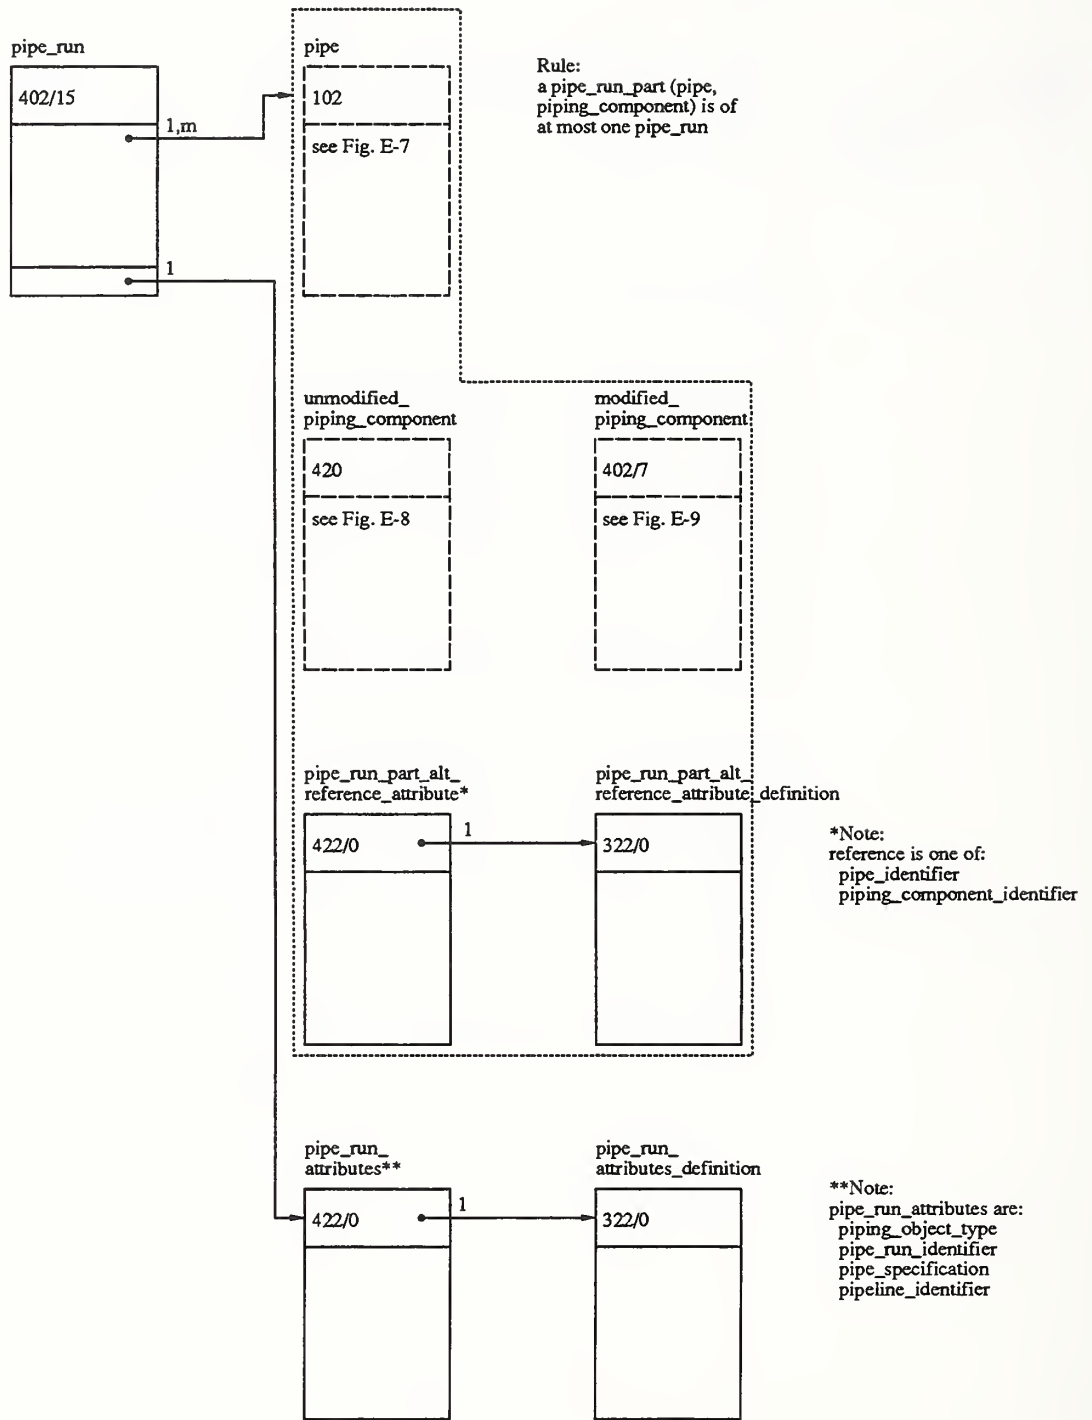 pipe_run
402/15
1,m
1
pipe
102
see Fig. E-7
Rule:
a pipe_run_part (pipe,
piping_component) is of
at most one pipe_run
unmodified_
piping_component
420
see Fig. E-8
modified_
piping_component
402/7
see Fig. E-9
pipe_run_part_alt_
reference_attribute*
422/0
1
pipe_run_part_alt_
reference_attribute_definition
322/0
*Note:
reference is one of:
pipe_identifier
piping_component_identifier
pipe_run_
attributes**
422/0
1
pipe_run_
attributes_definition
322/0
**Note:
pipe_run_attributes are:
piping_object_type
pipe_run_identifier
pipe_specification
pipeline_identifier